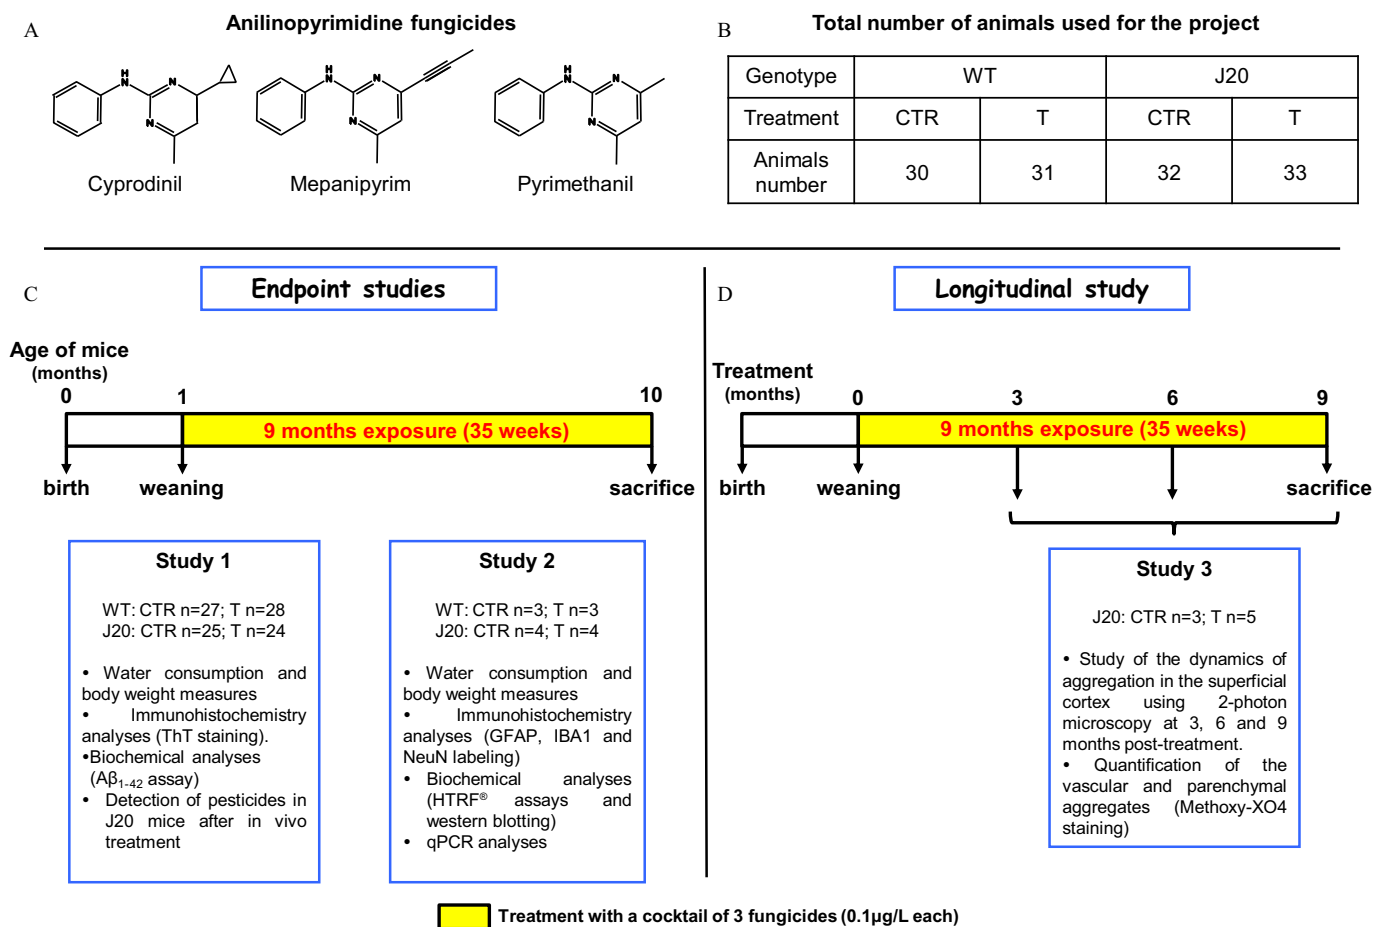 A
Anilinopyrimidine fungicides
H
N
N
N
Cyprodinil
H
N
N
N
Mepanipyrim
H
N
N
N
Pyrimethanil
B
Total number of animals used for the project
Genotype WT J20
Treatment CTR T CTR T
Animals number 30 31 32 33
C
Endpoint studies
Age of mice
(months)
0 1 10
9 months exposure (35 weeks)
birth weaning sacrifice
Study 1
WT: CTR n=27; T n=28
J20: CTR n=25; T n=24
• Water consumption and
body weight measures
• Immunohistochemistry
analyses (ThT staining).
•Biochemical analyses
(Aβ1-42 assay)
• Detection of pesticides in
J20 mice after in vivo
treatment
Study 2
WT: CTR n=3; T n=3
J20: CTR n=4; T n=4
• Water consumption and
body weight measures
• Immunohistochemistry
analyses (GFAP, IBA1 and
NeuN labeling)
• Biochemical analyses
(HTRF® assays and
western blotting)
• qPCR analyses
D
Longitudinal study
Treatment
(months)
0 3 6 9
9 months exposure (35 weeks)
birth weaning sacrifice
Study 3
J20: CTR n=3; T n=5
• Study of the dynamics of
aggregation in the superficial
cortex using 2-photon
microscopy at 3, 6 and 9
months post-treatment.
• Quantification of the
vascular and parenchymal
aggregates (Methoxy-XO4
staining)
Treatment with a cocktail of 3 fungicides (0.1µg/L each)